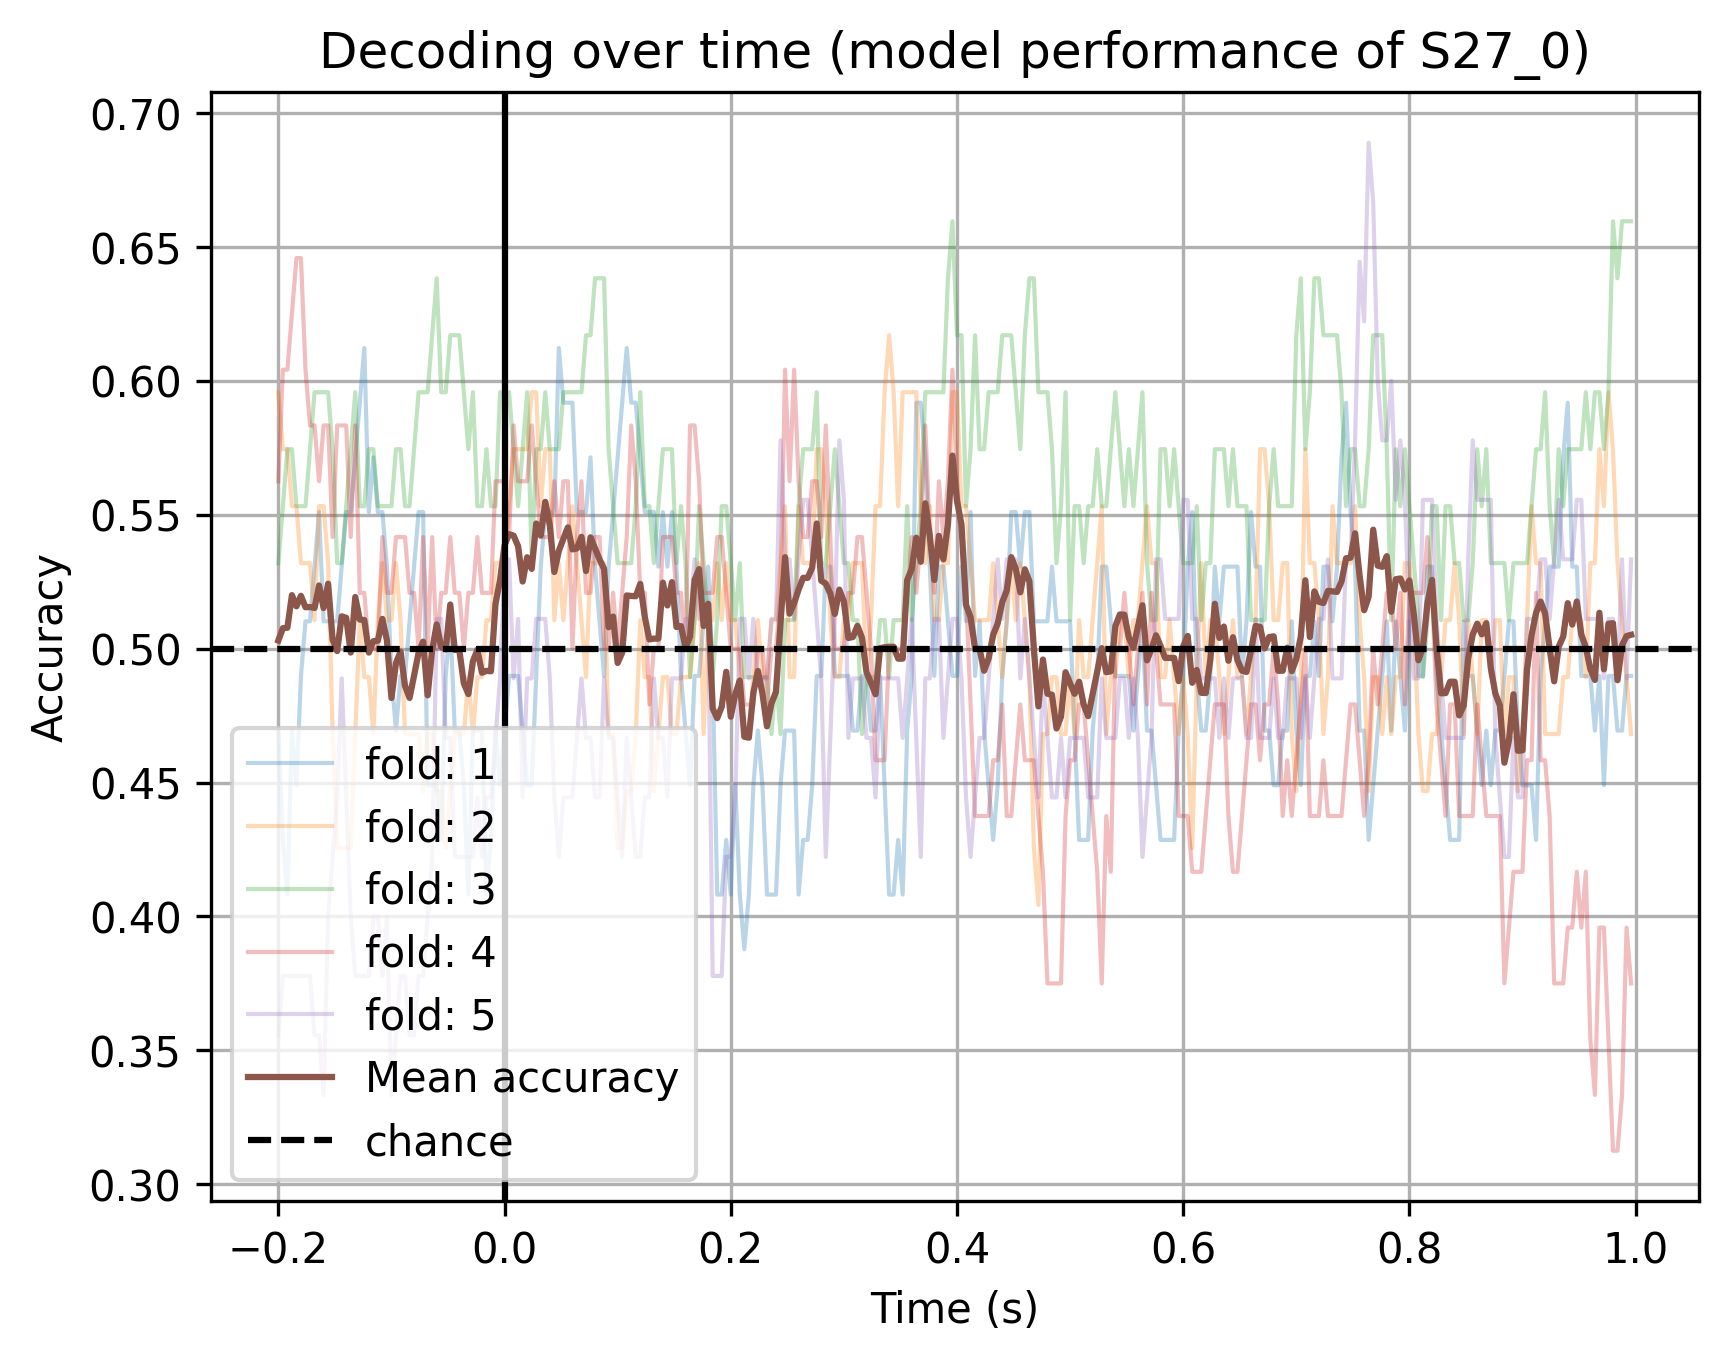 Decoding over time (model performance of S27_0)
0.70
0.65
0.60
0.55
0.50
0.45
0.40
0.35
0.30
Accuracy
fold: 1
fold: 2
fold: 3
fold: 4
fold: 5
Mean accuracy
chance
−0.2 0.0 0.2 0.4 0.6 0.8 1.0
Time (s)